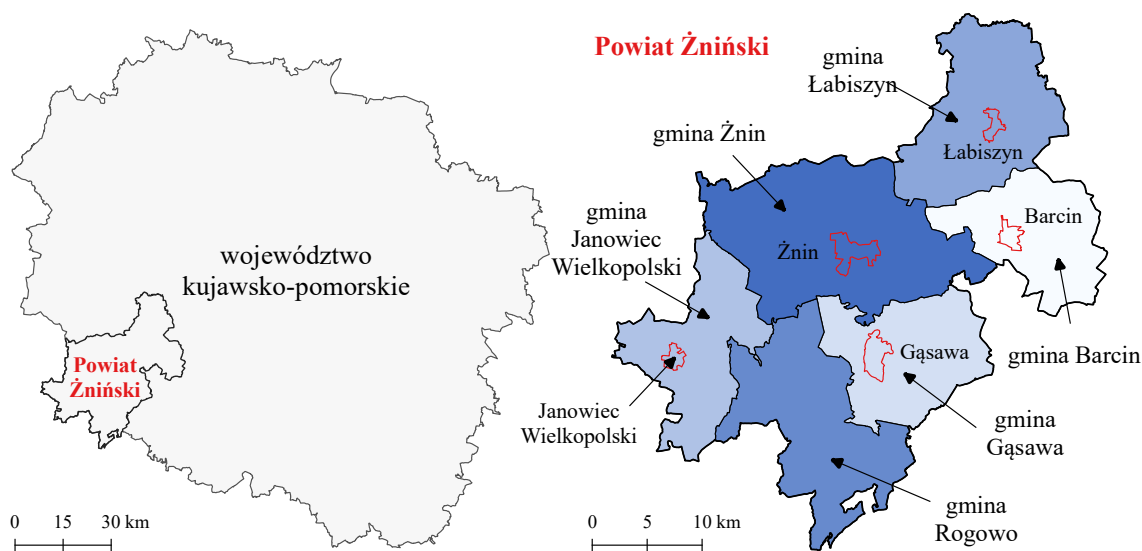 województwo
kujawsko-pomorskie
Powiat
Żniński
0 15 30 km
Powiat Żniński
gmina
Łabiszyn
gmina Żnin
Łabiszyn
gmina
Janowiec
Wielkopolski
Barcin
Żnin
gmina Barcin
Gąsawa
Janowiec
Wielkopolski
gmina
Gąsawa
gmina
Rogowo
0 5 10 km